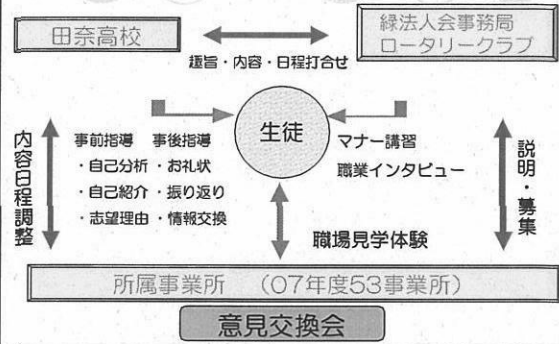 田奈高校
緑法人会事務局
ロータリークラブ
趣旨・内容・日程打合せ
生徒
事前指導 事後指導
・自己分析 ・お礼状
・自己紹介 ・振り返り
・志望理由 ・情報交換
マナー講習
職業インタビュー
内容日程調整
説明・募集
職場見学体験
所属事業所 （07年度53事業所）
意見交換会